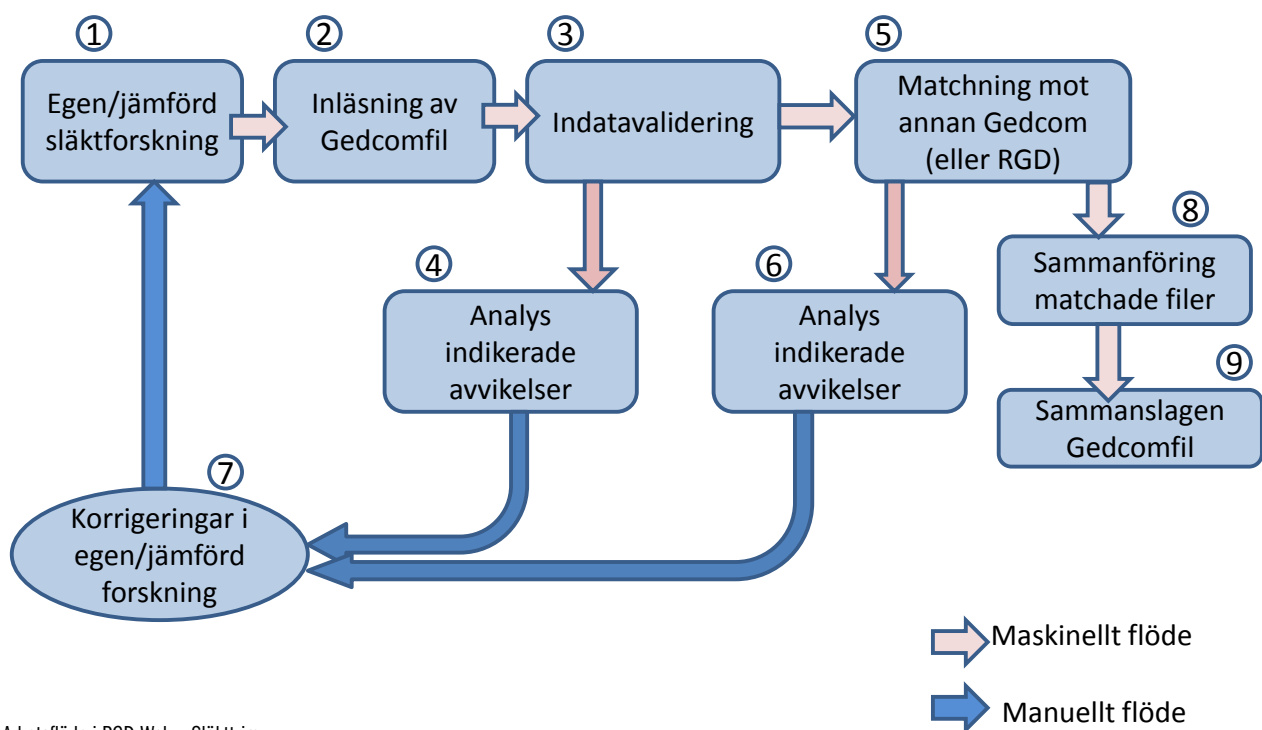 ①
Egen/jämförd
släktforskning
②
Inläsning av
Gedcomfil
③
Indatavalidering
⑤
Matchning mot
annan Gedcom
(eller RGD)
④
Analys
indikerade
avvikelser
⑥
Analys
indikerade
avvikelser
⑧
Sammanföring
matchade filer
⑨
Sammanslagen
Gedcomfil
⑦
Korrigeringar i
egen/jämförd
forskning
Maskinellt flöde
Manuellt flöde